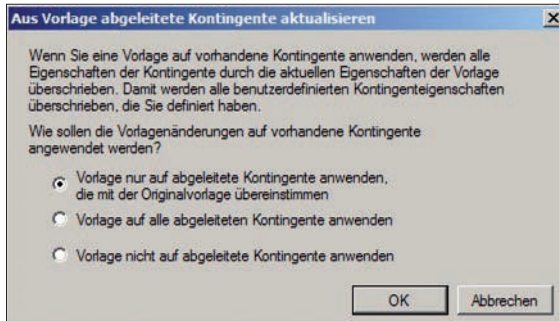 Aus Vorlage abgeleitete Kontingente aktualisieren
Wenn Sie eine Vorlage auf vorhandene Kontingente anwenden, werden alle
Eigenschaften der Kontingente durch die aktuellen Eigenschaften der Vorlage
überschrieben. Damit werden alle benutzerdefinierten Kontingenteigenschaften
überschrieben, die Sie definiert haben.
Wie sollen die Vorlagenänderungen auf vorhandene Kontingente
angewendet werden?
Vorlage nur auf abgeleitete Kontingente anwenden,
die mit der Originalvorlage übereinstimmen
Vorlage auf alle abgeleiteten Kontingente anwenden
Vorlage nicht auf abgeleitete Kontingente anwenden
OK Abbrechen